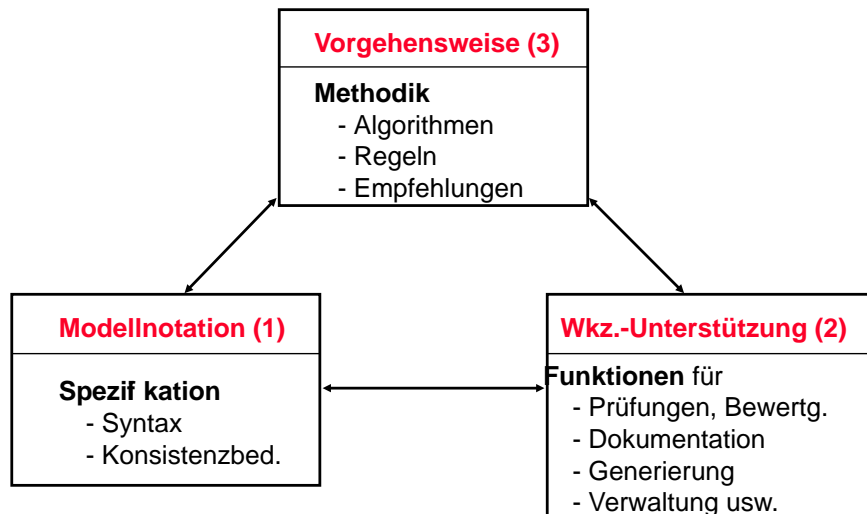 Vorgehensweise (3)
Methodik
- Algorithmen
- Regeln
- Empfehlungen
Modellnotation (1)
Spezif kation
- Syntax
- Konsistenzbed.
Wkz.-Unterstützung (2)
Funktionen für
- Prüfungen, Bewertg.
- Dokumentation
- Generierung
- Verwaltung usw.